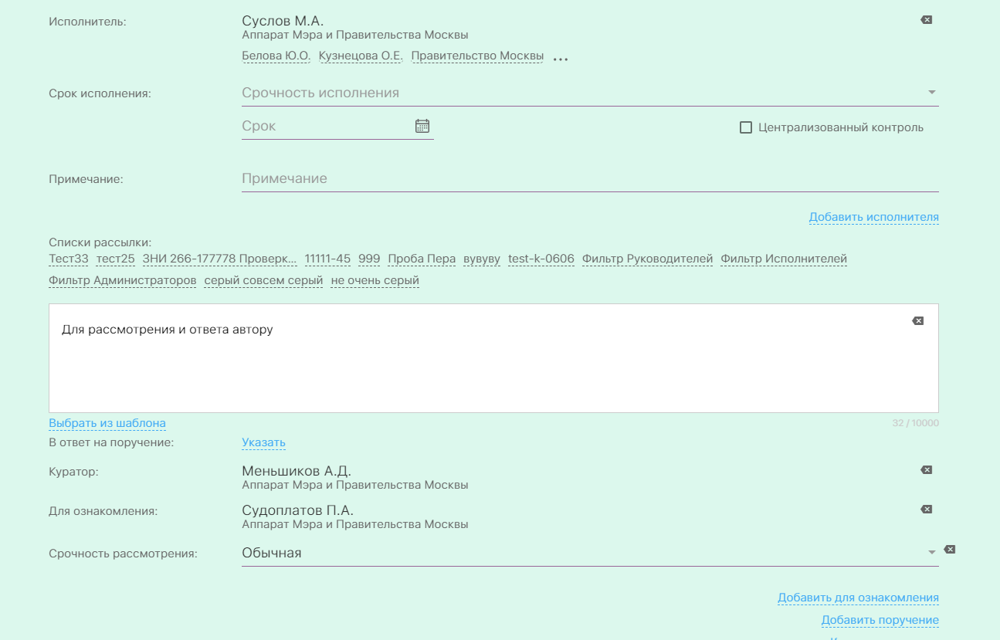 Исполнитель: Суслов М.А.
Аппарат Мэра и Правительства Москвы
Белова Ю.О. Кузнецова О.Е. Правительство Москвы ...
Срок исполнения: Срочность исполнения
Срок Централизованный контроль
Примечание: Примечание
Добавить исполнителя
Списки рассылки:
Тест33 тест25 ЗНИ 266-177778 Проверк... 11111-45 999 Проба Пера вувуву test-k-0606 Фильтр Руководителей Фильтр Исполнителей
Фильтр Администраторов серый совсем серый не очень серый
Для рассмотрения и ответа автору
Выбрать из шаблона 32 / 10000
В ответ на поручение: Указать
Куратор: Меньшиков А.Д.
Аппарат Мэра и Правительства Москвы
Для ознакомления: Судоплатов П.А.
Аппарат Мэра и Правительства Москвы
Срочность рассмотрения: Обычная
Добавить для ознакомления
Добавить поручение